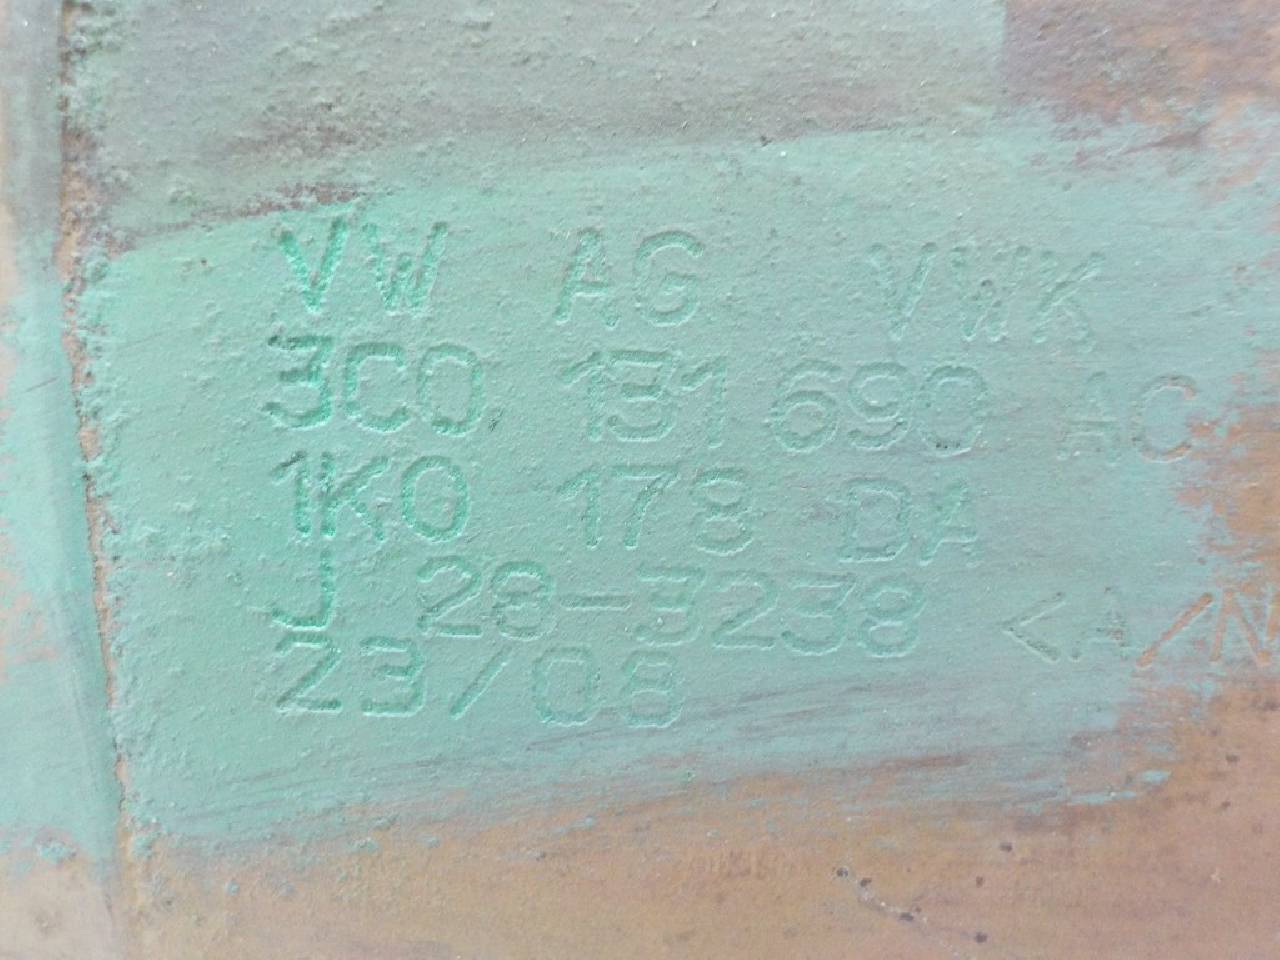 VW AG VWK
3C0 131 690 AC
1K0 178 DA
J 28-3238 <A/N
23/08